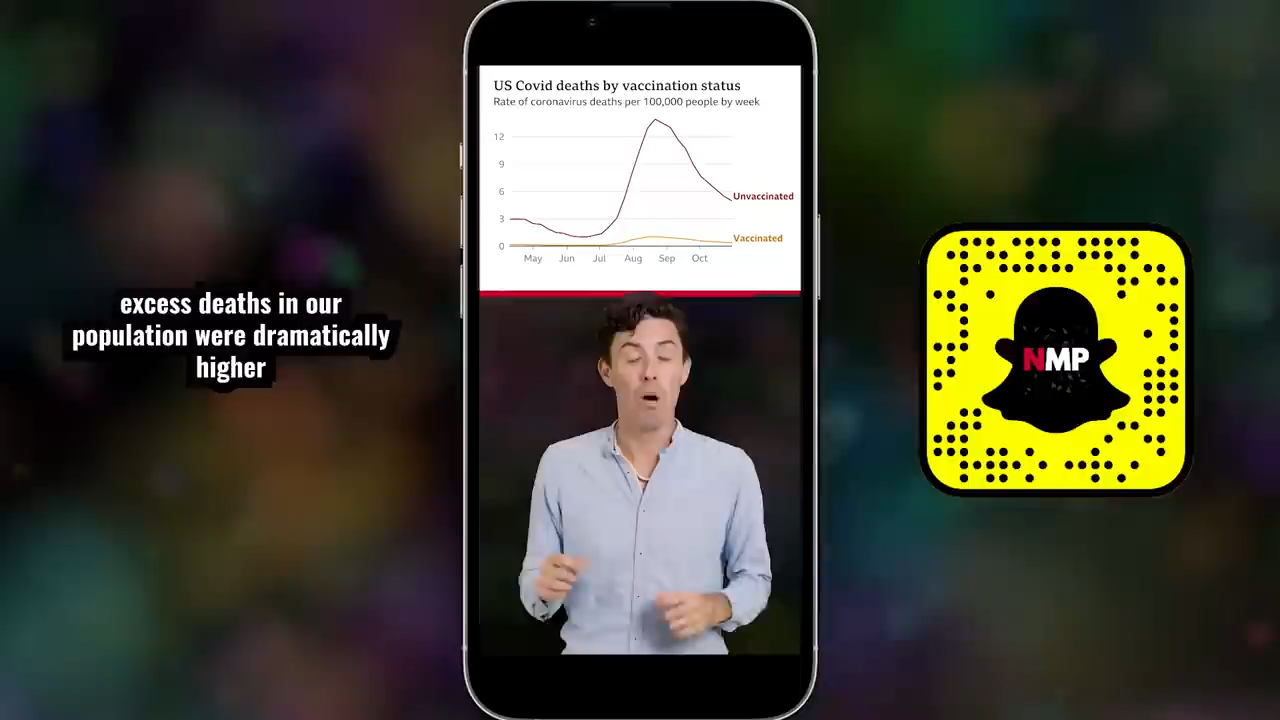 US Covid deaths by vaccination status
Rate of coronavirus deaths per 100,000 people by week
12
9
6
3
0
Unvaccinated
Vaccinated
May Jun Jul Aug Sep Oct
excess deaths in our
population were dramatically
higher
NMP